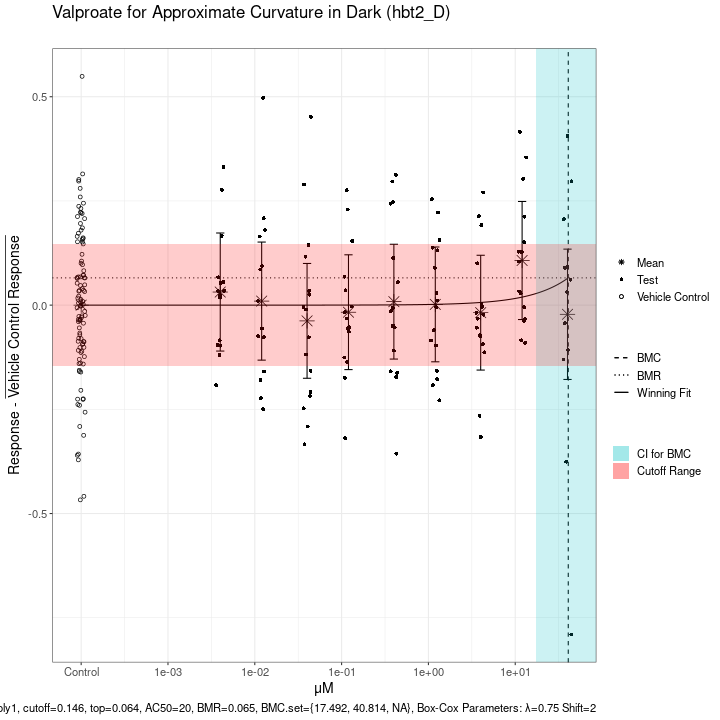 Valproate for Approximate Curvature in Dark (hbt2_D)
Response - Vehicle Control Response
0.5
0.0
-0.5
Control
1e-03
1e-02
1e-01
1e+00
1e+01
μM
Mean
Test
Vehicle Control
BMC
BMR
Winning Fit
CI for BMC
Cutoff Range
oly1, cutoff=0.146, top=0.064, AC50=20, BMR=0.065, BMC.set={17.492, 40.814, NA}, Box-Cox Parameters: λ=0.75 Shift=2